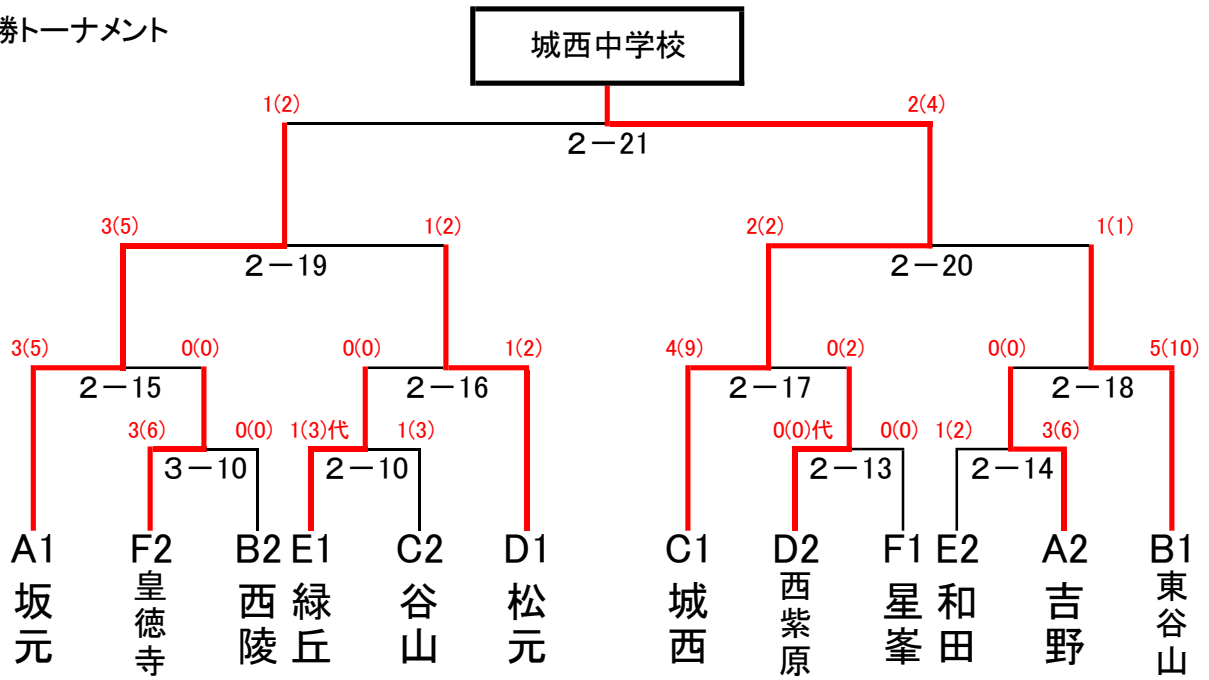 勝トーナメント
城西中学校
1(2) 2(4)
2-21
3(5) 1(2) 2(2) 1(1)
2-19 2-20
3(5) 0(0) 0(0) 1(2) 4(9) 0(2) 0(0) 5(10)
2-15 2-16 2-17 2-18
3(6) 0(0) 1(3)代 1(3) 0(0)代 0(0) 1(2) 3(6)
3-10 2-10 2-13 2-14
A1 F2 B2 E1 C2 D1 C1 D2 F1 E2 A2 B1
坂元 皇徳寺 西陵 緑丘 谷山 松元 城西 西紫原 星峯 和田 吉野 東谷山